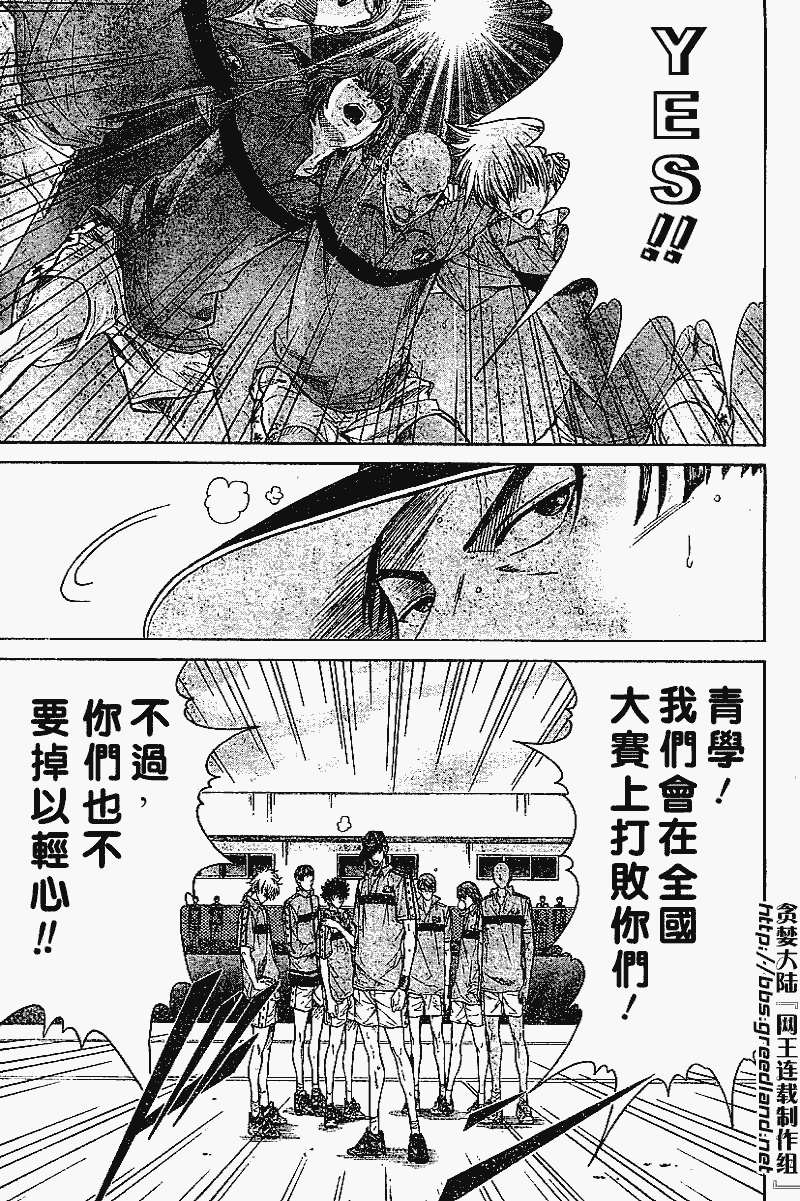 YES!!
青學！
我們會在全國
大賽上打敗你們！
不過，
你們也不
要掉以輕心!!
贪婪大陆『网王连载制作组』
http://bbs.greedland.net